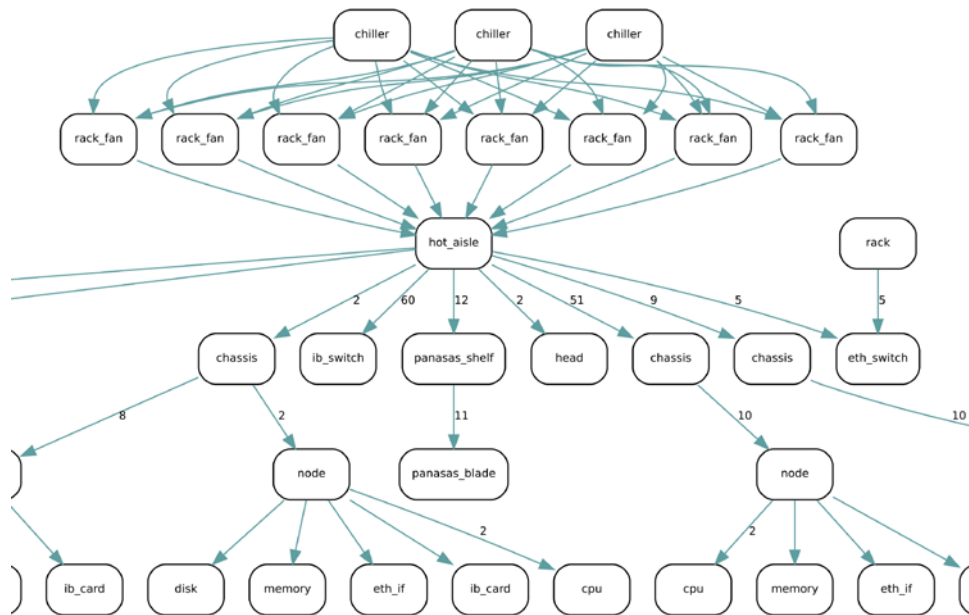 chiller chiller chiller
rack_fan rack_fan rack_fan rack_fan rack_fan rack_fan rack_fan rack_fan
hot_aisle rack
2 60 12 2 51 9 5 5
chassis ib_switch panasas_shelf head chassis chassis eth_switch
8 2 11 10 10
node panasas_blade node
2 2
ib_card disk memory eth_if ib_card cpu cpu memory eth_if